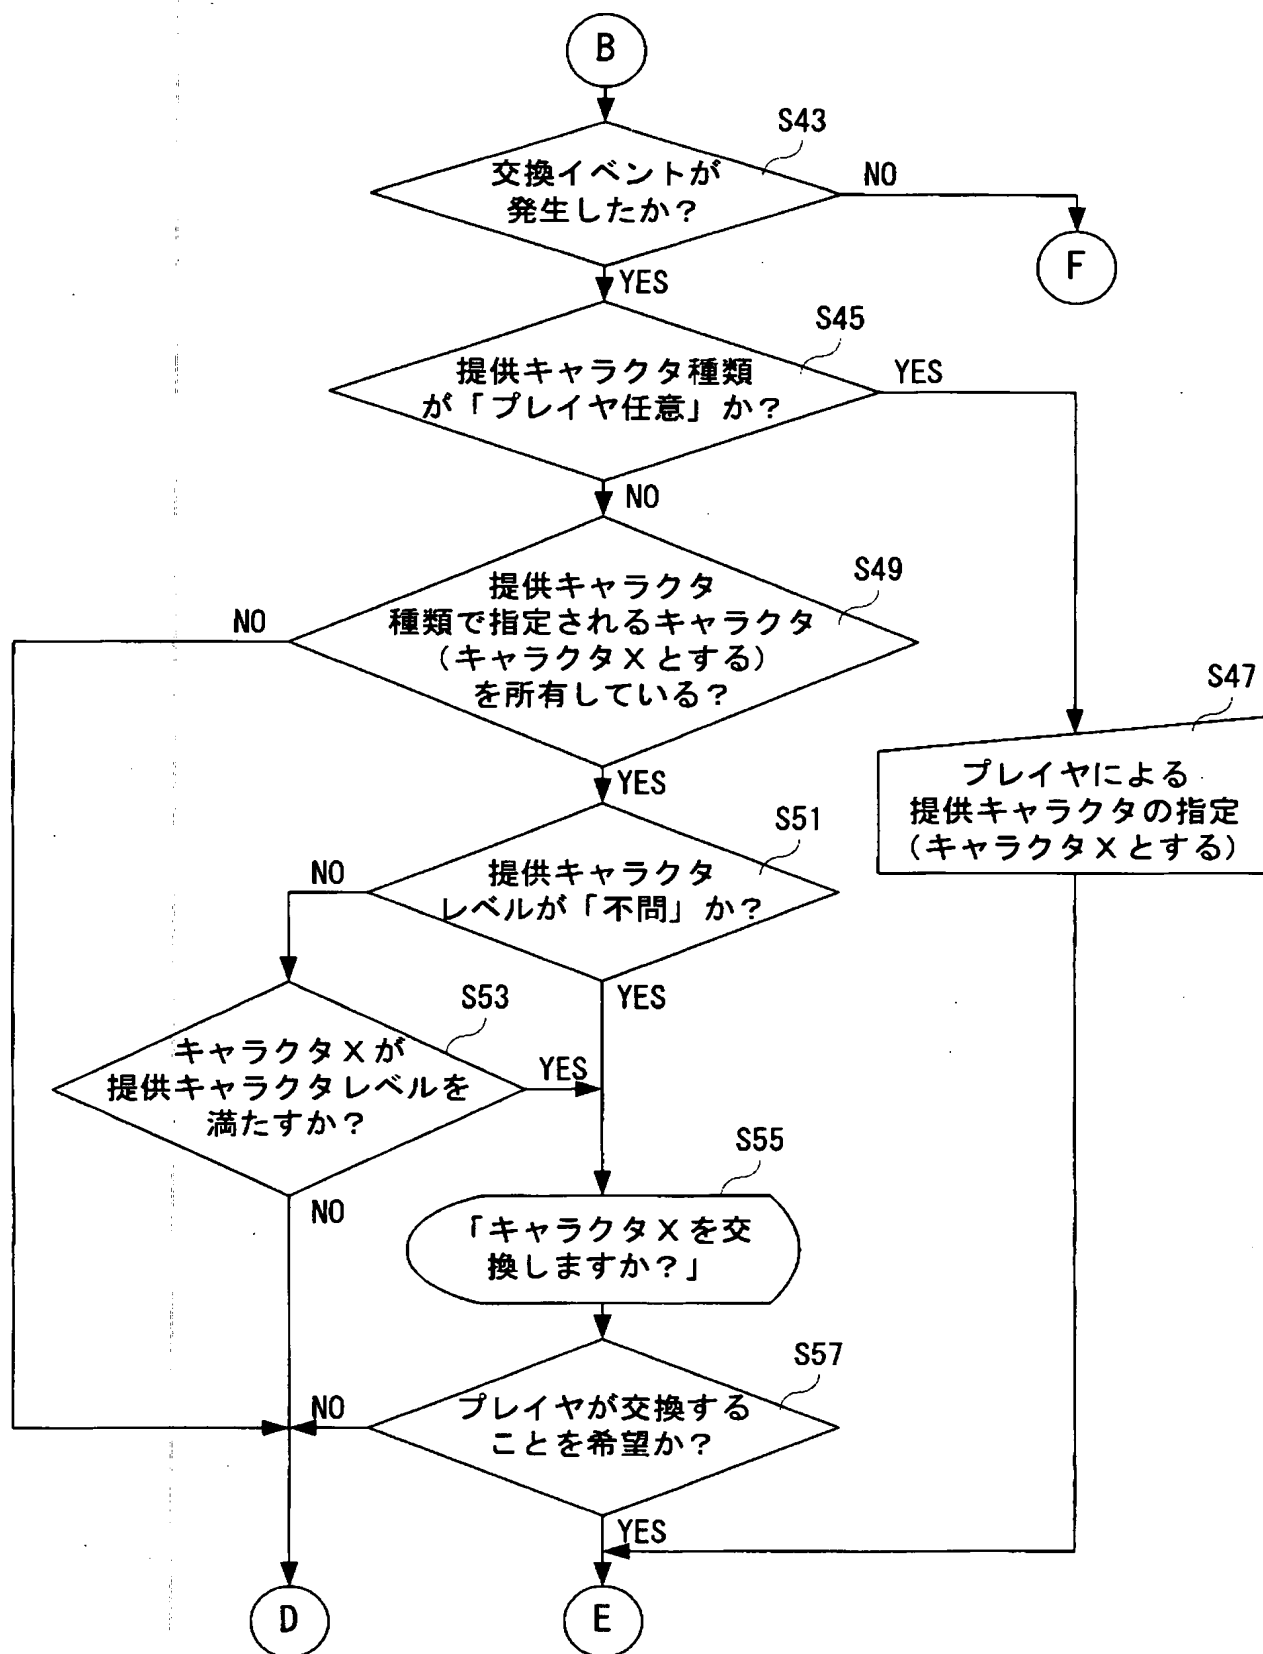 B
S43
交換イベントが
発生したか？
NO
F
YES
S45
提供キャラクタ種類
が「プレイヤ任意」か？
YES
NO
S49
提供キャラクタ
種類で指定されるキャラクタ
（キャラクタXとする）
を所有している？
NO
S47
プレイヤによる
提供キャラクタの指定
（キャラクタXとする）
YES
S51
提供キャラクタ
レベルが「不問」か？
NO
YES
S53
キャラクタXが
提供キャラクタレベルを
満たすか？
YES
NO
S55
「キャラクタXを交
換しますか？」
S57
プレイヤが交換する
ことを希望か？
NO
YES
D
E